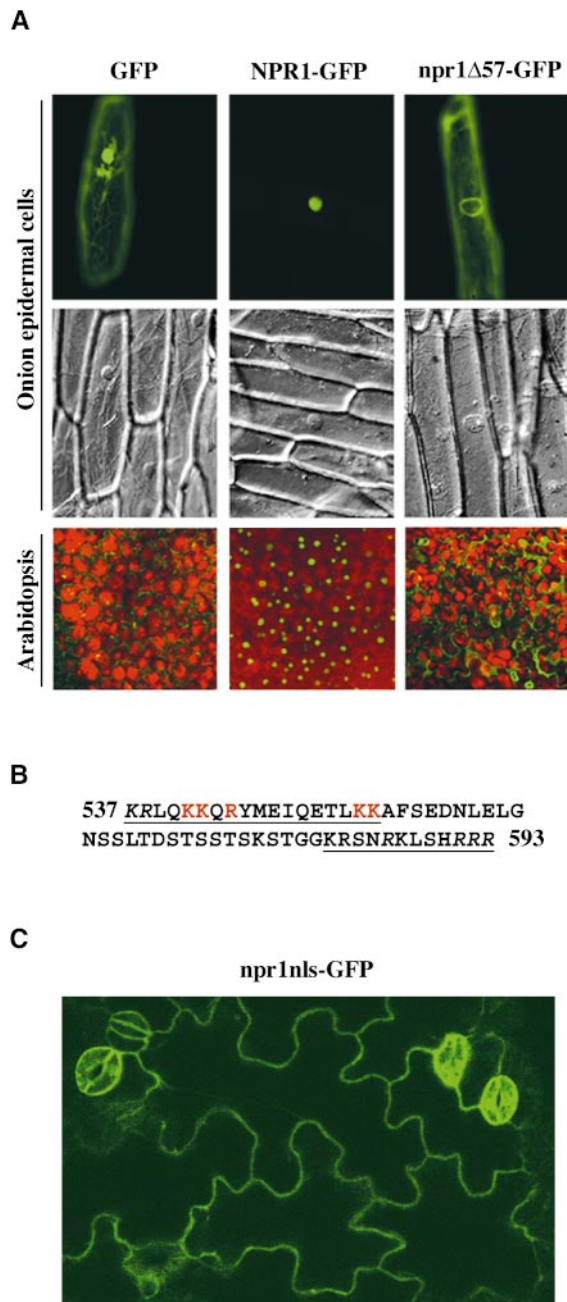 A
GFP NPR1-GFP npr1Δ57-GFP
Onion epidermal cells
Arabidopsis
B
537 KRLQKKQRYMEIQETLKKAFSEDNLELG
NSSLTDSTSSTSKSTGGKRSNRKLSHRRR 593
C
npr1nls-GFP